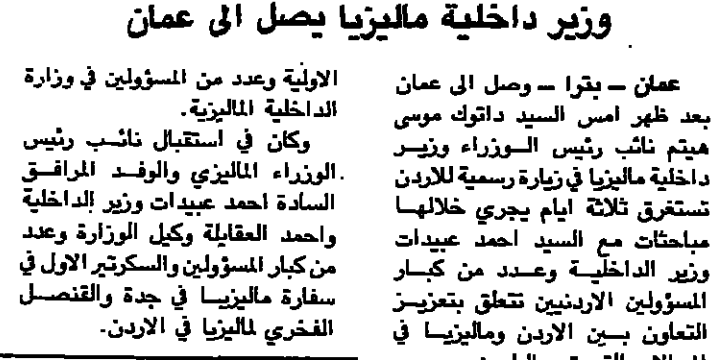 وزير داخلية ماليزيا يصل الى عمان
عمان – بترا – وصل الى عمان
بعد ظهر امس السيد داتوك موسى
هيتم نائب رئيس الوزراء وزير
داخلية ماليزيا في زيارة رسمية للاردن
تستغرق ثلاثة ايام يجري خلالها
مباحثات مع السيد احمد عبيدات
وزير الداخلية وعدد من كبار
المسؤولين الاردنيين تتعلق بتعزيز
التعاون بين الاردن وماليزيا في
الاولية وعدد من المسؤولين في وزارة
الداخلية الماليزية.
وكان في استقبال نائب رئيس
الوزراء الماليزي والوفد المرافق
السادة احمد عبيدات وزير الداخلية
واحمد العقايلة وكيل الوزارة وعدد
من كبار المسؤولين والسكرتير الاول في
سفارة ماليزيا في جدة والقنصل
الفخري لماليزيا في الاردن.